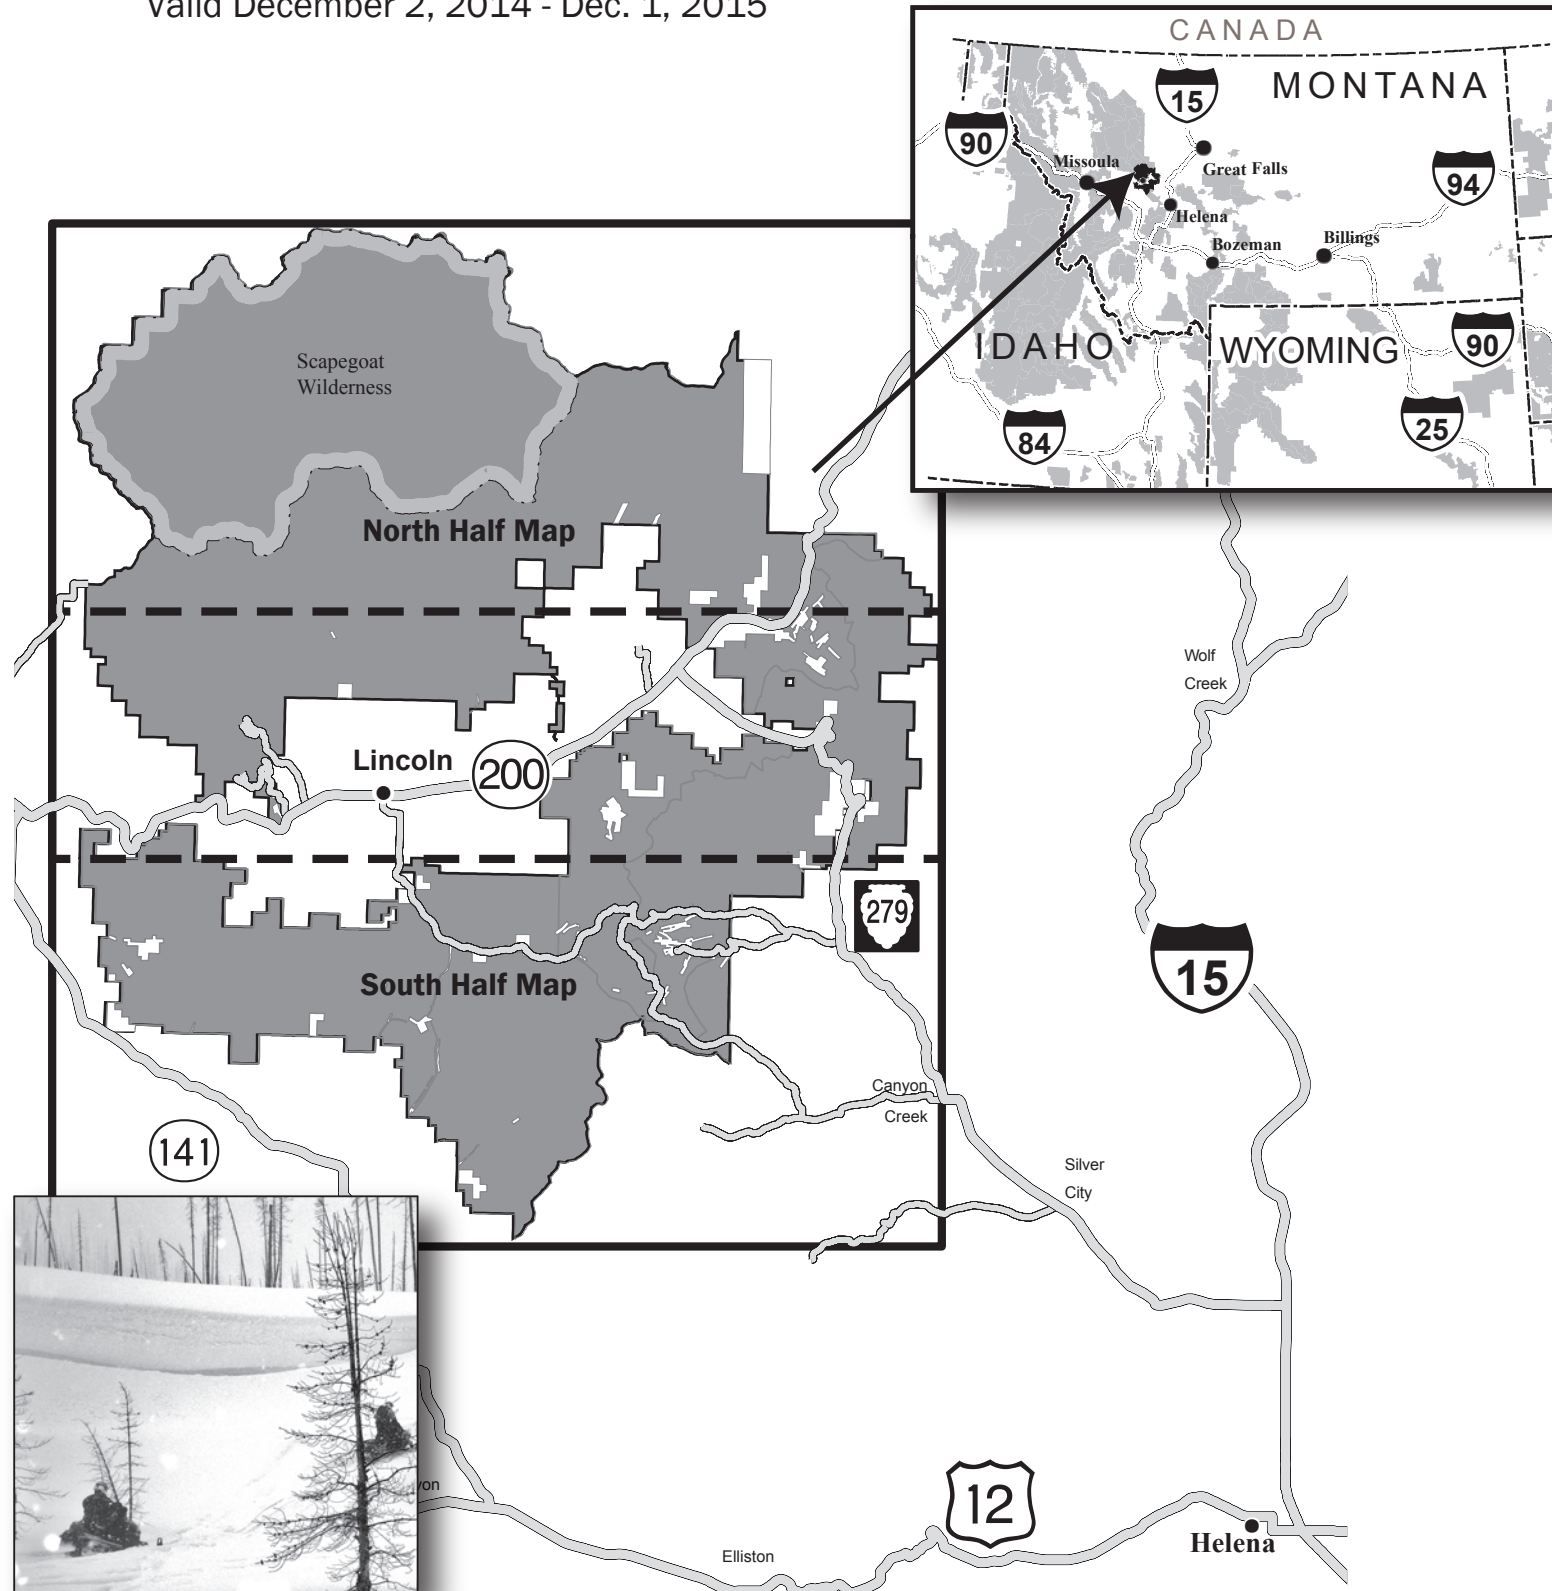 Valid December 2, 2014 - Dec. 1, 2015
CANADA
MONTANA
15
90
Missoula
Great Falls
94
Helena
Bozeman
Billings
IDAHO
WYOMING
90
84
25
Scapegoat
Wilderness
North Half Map
Wolf
Creek
Lincoln
200
279
15
South Half Map
Canyon
Creek
141
Silver
City
12
Helena
Elliston